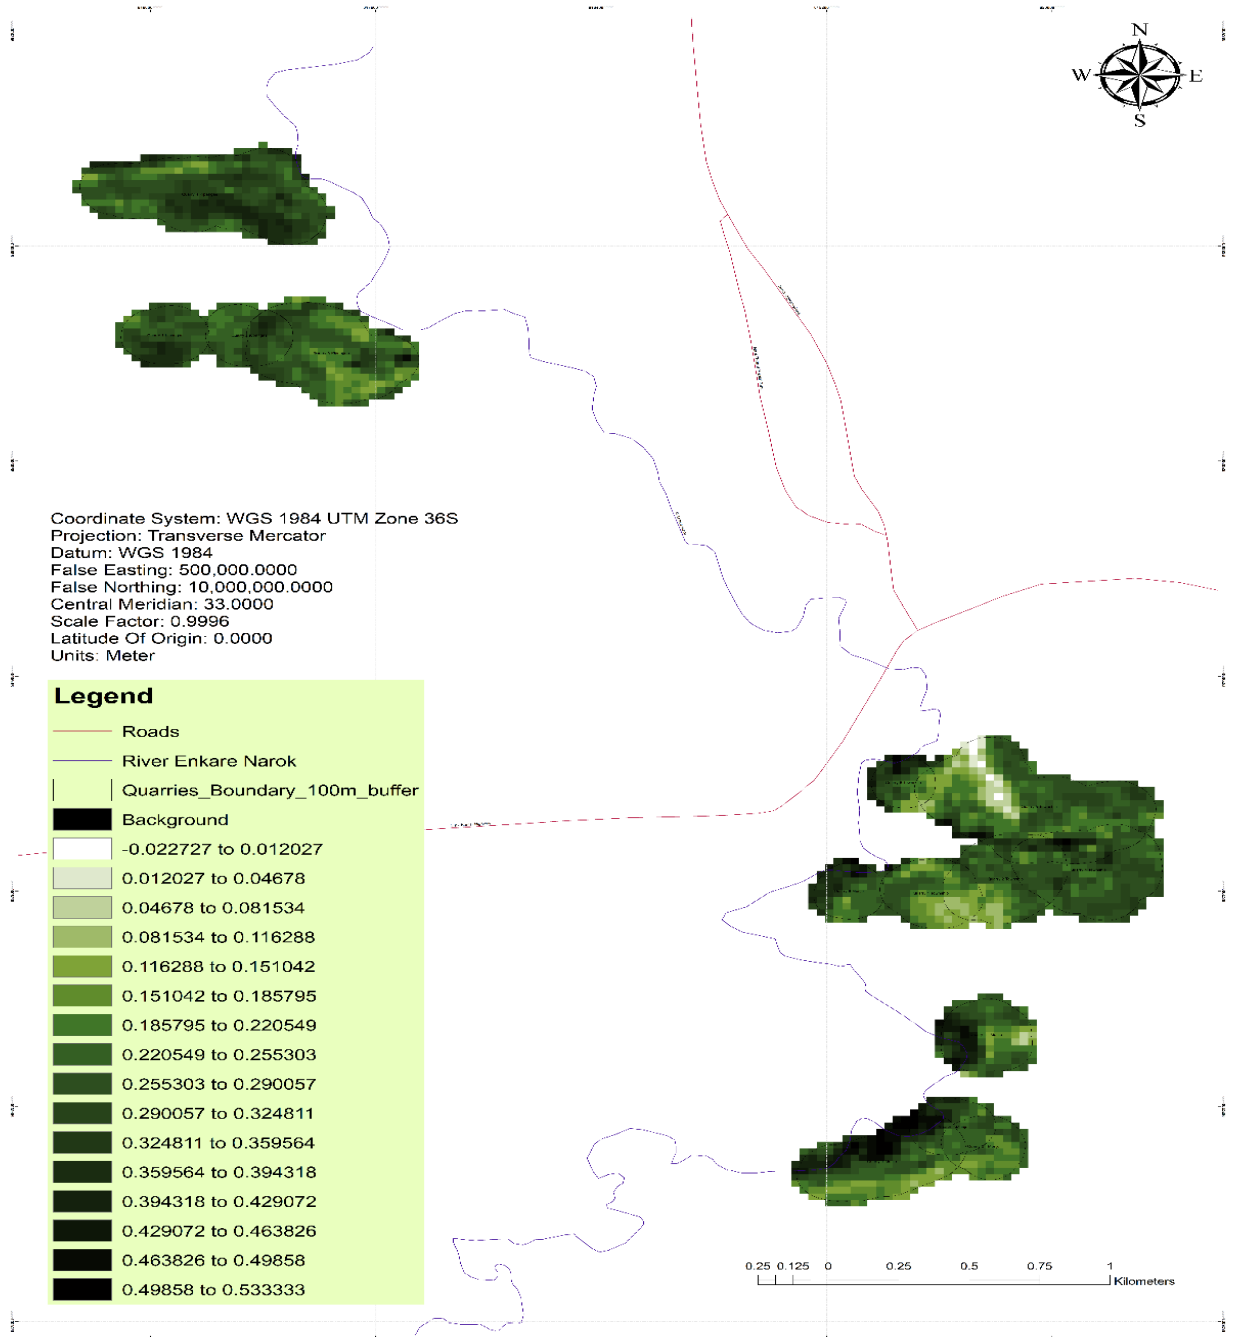 N
W E
S
Coordinate System: WGS 1984 UTM Zone 36S
Projection: Transverse Mercator
Datum: WGS 1984
False Easting: 500,000.0000
False Northing: 10,000,000.0000
Central Meridian: 33.0000
Scale Factor: 0.9996
Latitude Of Origin: 0.0000
Units: Meter
Legend
Roads
River Enkare Narok
Quarries_Boundary_100m_buffer
Background
-0.022727 to 0.012027
0.012027 to 0.04678
0.04678 to 0.081534
0.081534 to 0.116288
0.116288 to 0.151042
0.151042 to 0.185795
0.185795 to 0.220549
0.220549 to 0.255303
0.255303 to 0.290057
0.290057 to 0.324811
0.324811 to 0.359564
0.359564 to 0.394318
0.394318 to 0.429072
0.429072 to 0.463826
0.463826 to 0.49858
0.49858 to 0.533333
0.25 0.125 0 0.25 0.5 0.75 1
Kilometers